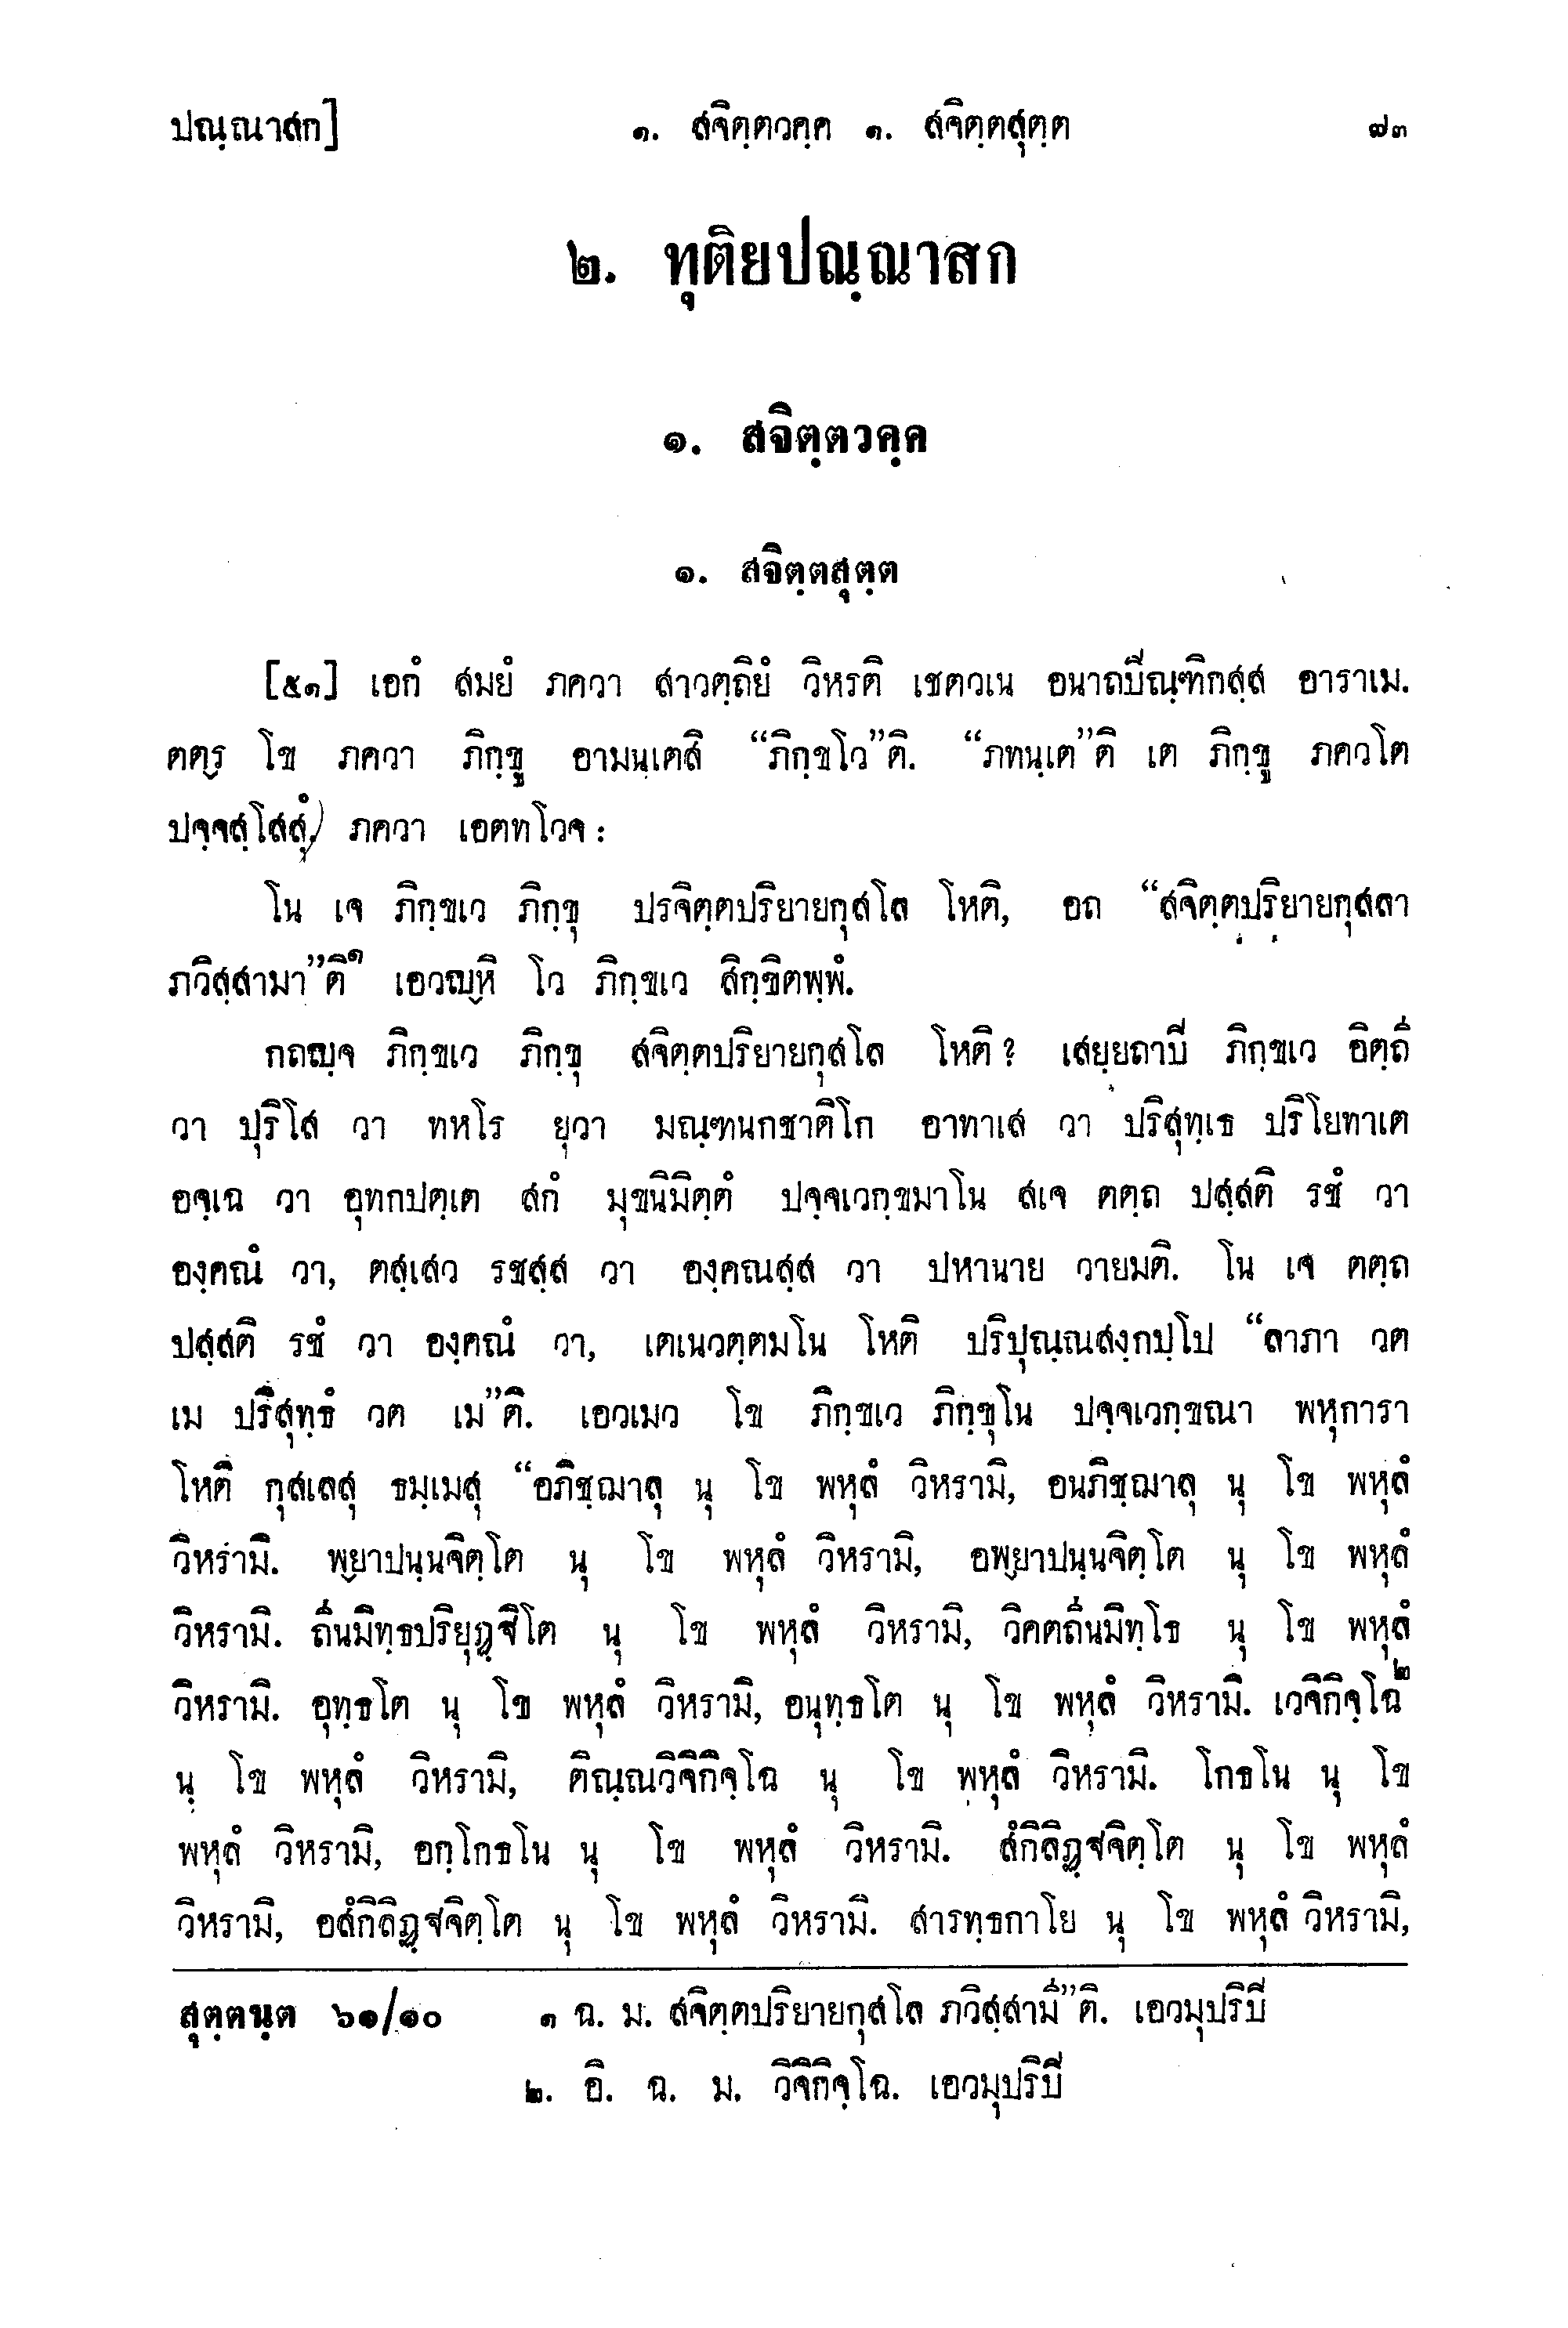 ปณฺณาสก] ๑. สจิตฺตวคฺค ๑. สจิตฺตสุตฺต ๗๓
๒. ทุติยปณฺณาสก
๑. สจิตฺตวคฺค
๑. สจิตฺตสุตฺต
[๕๑] เอกํ สมยํ ภควา สาวตฺถิยํ วิหรติ เชตวเน อนาถปิณฺฑิกสฺส อาราเม.
ตตฺร โข ภควา ภิกฺขู อามนฺเตสิ “ภิกฺขโว”ติ. “ภทนฺเต”ติ เต ภิกฺขู ภควโต
ปจฺจสฺโสสุํ, ภควา เอตทโวจ :
โน เจ ภิกฺขเว ภิกฺขุ ปรจิตฺตปริยายกุสโล โหติ, อถ “สจิตฺตปริยายกุสลา
ภวิสฺสามา”ติ๑ เอวญฺหิ โว ภิกฺขเว สิกฺขิตพฺพํ.
กถญฺจ ภิกฺขเว ภิกฺขุ สจิตฺตปริยายกุสโล โหติ? เสยฺยถาปิ ภิกฺขเว อิตฺถี
วา ปุริโส วา ทหโร ยุวา มณฺฑนกชาติโก อาทาเส วา ปริสุทฺเธ ปริโยทาเต
อจฺเฉ วา อุทกปตฺเต สกํ มุขนิมิตฺตํ ปจฺจเวกฺขมาโน สเจ ตตฺถ ปสฺสติ รชํ วา
องฺคณํ วา, ตสฺเสว รชสฺส วา องฺคณสฺส วา ปหานาย วายมติ. โน เจ ตตฺถ
ปสฺสติ รชํ วา องฺคณํ วา, เตเนวตฺตมโน โหติ ปริปุณฺณสงฺกปฺโป “ลาภา วต
เม ปริสุทฺธํ วต เม”ติ. เอวเมว โข ภิกฺขเว ภิกฺขุโน ปจฺจเวกฺขณา พหุการา
โหติ กุสเลสุ ธมฺเมสุ “อภิชฺฌาลุ นุ โข พหุลํ วิหรามิ, อนภิชฺฌาลุ นุ โข พหุลํ
วิหรามิ. พฺยาปนฺนจิตฺโต นุ โข พหุลํ วิหรามิ, อพฺยาปนฺนจิตฺโต นุ โข พหุลํ
วิหรามิ. ถีนมิทฺธปริยุฏฺฐิโต นุ โข พหุลํ วิหรามิ, วิคตถีนมิทฺโธ นุ โข พหุลํ
วิหรามิ. อุทฺธโต นุ โข พหุลํ วิหรามิ, อนุทฺธโต นุ โข พหุลํ วิหรามิ. เวจิกิจฺโฉ๒
นุ โข พหุลํ วิหรามิ, ติณฺณวิจิกิจฺโฉ นุ โข พหุลํ วิหรามิ. โกธโน นุ โข
พหุลํ วิหรามิ, อกฺโกธโน นุ โข พหุลํ วิหรามิ. สํกิลิฏฺฐจิตฺโต นุ โข พหุลํ
วิหรามิ, อสํกิลิฏฺฐจิตฺโต นุ โข พหุลํ วิหรามิ. สารทฺธกาโย นุ โข พหุลํ วิหรามิ,
สุตฺตนฺต ๖๑/๑๐ ๑ ฉ. ม. สจิตฺตปริยายกุสโล ภวิสฺสามี”ติ. เอวมุปริปิ
๒. อิ. ฉ. ม. วิจิกิจฺโฉ. เอวมุปริปิ